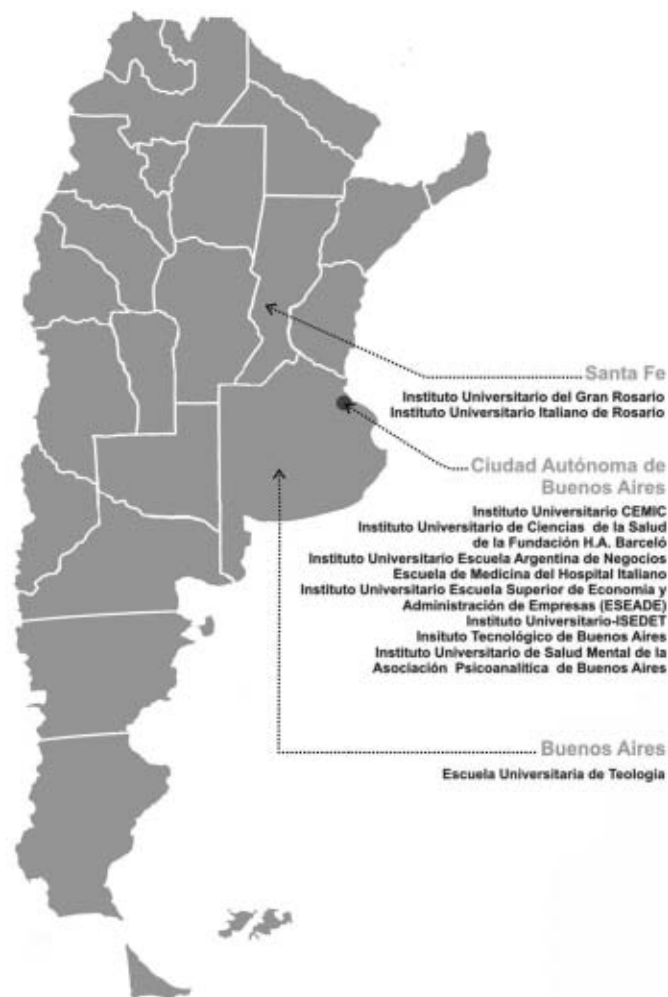 Santa Fe
Instituto Universitario del Gran Rosario
Instituto Universitario Italiano de Rosario
Ciudad Autónoma de
Buenos Aires
Instituto Universitario CEMIC
Instituto Universitario de Ciencias de la Salud
de la Fundación H.A. Barceló
Instituto Universitario Escuela Argentina de Negocios
Escuela de Medicina del Hospital Italiano
Instituto Universitario Escuela Superior de Economía y
Administración de Empresas (ESEADE)
Instituto Universitario-ISEDET
Insituto Tecnológico de Buenos Aires
Instituto Universitario de Salud Mental de la
Asociación Psicoanalítica de Buenos Aires
Buenos Aires
Escuela Universitaria de Teologia